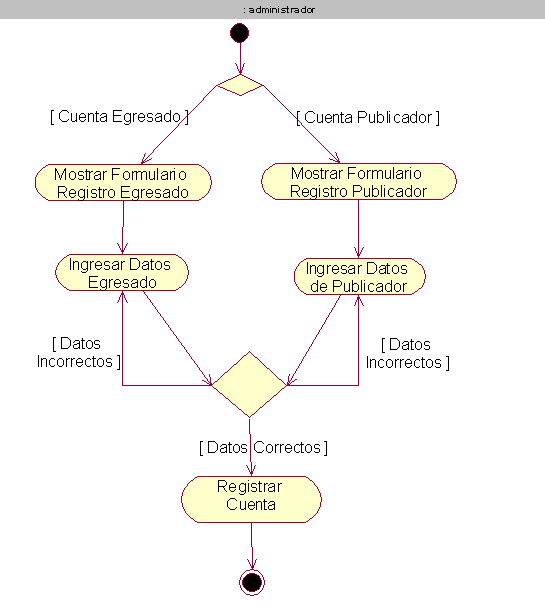 : administrador
[ Cuenta Egresado ]
[ Cuenta Publicador ]
Mostrar Formulario
Registro Egresado
Mostrar Formulario
Registro Publicador
Ingresar Datos
Egresado
Ingresar Datos
de Publicador
[ Datos
Incorrectos ]
[ Datos
Incorrectos ]
[ Datos Correctos ]
Registrar
Cuenta